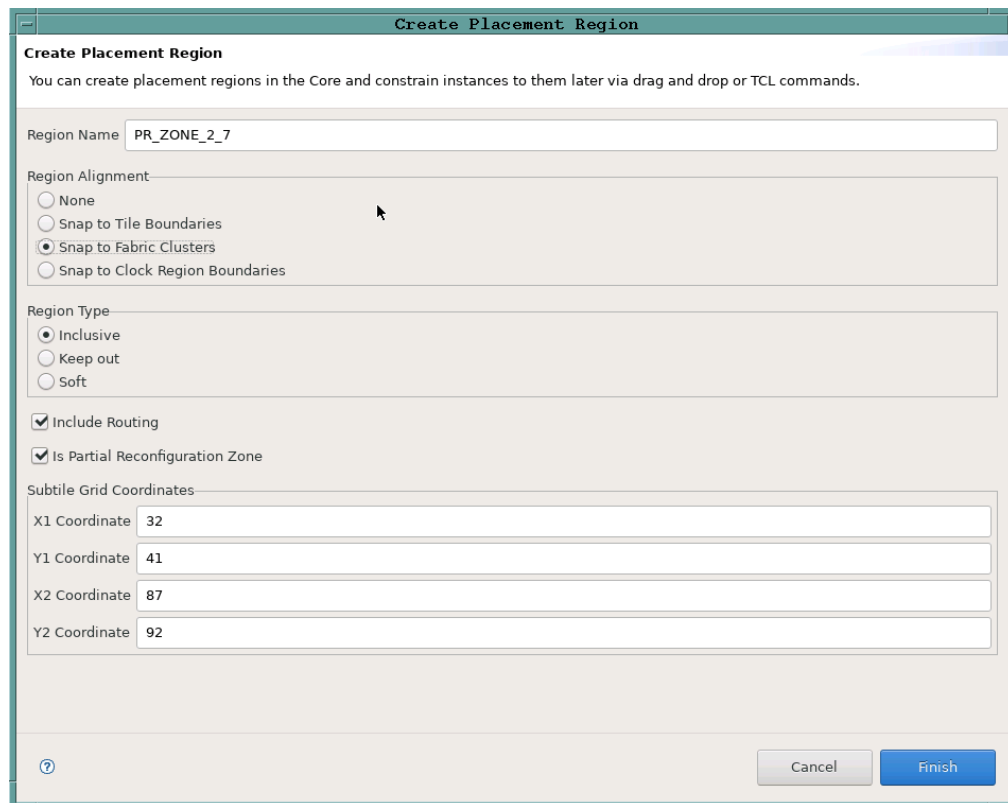 Create Placement Region
Create Placement Region
You can create placement regions in the Core and constrain instances to them later via drag and drop or TCL commands.
Region Name PR_ZONE_2_7
Region Alignment
None
Snap to Tile Boundaries
Snap to Fabric Clusters
Snap to Clock Region Boundaries
Region Type
Inclusive
Keep out
Soft
Include Routing
Is Partial Reconfiguration Zone
Subtile Grid Coordinates
X1 Coordinate 32
Y1 Coordinate 41
X2 Coordinate 87
Y2 Coordinate 92
? Cancel Finish